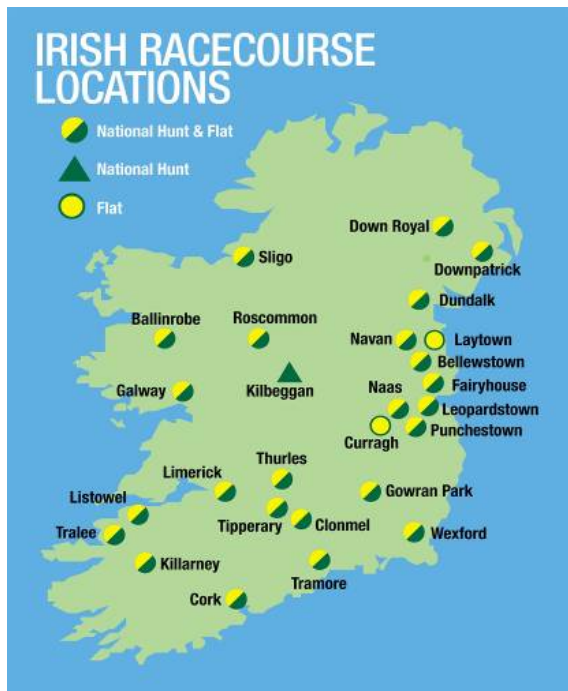 IRISH RACECOURSE
LOCATIONS
National Hunt & Flat
National Hunt
Flat
Down Royal
Sligo
Downpatrick
Dundalk
Ballinrobe
Roscommon
Navan
Laytown
Bellewstown
Galway
Kilbeggan
Naas
Fairyhouse
Leopardstown
Curragh
Punchestown
Thurles
Limerick
Gowran Park
Listowel
Tipperary
Clonmel
Tralee
Wexford
Killarney
Tramore
Cork